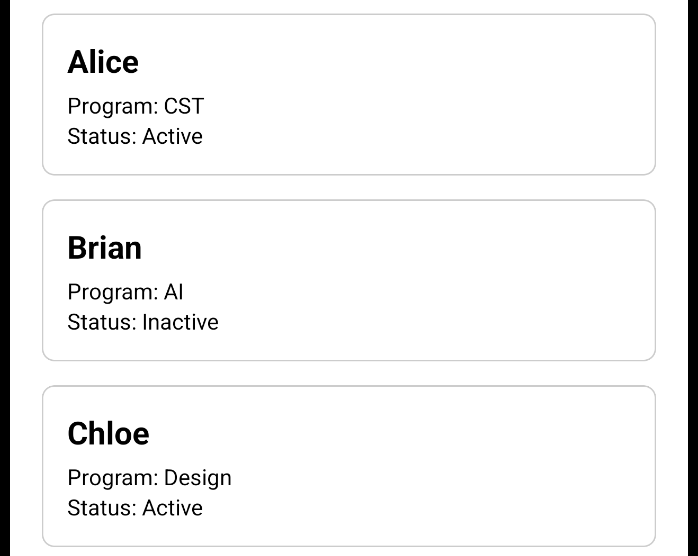 Alice
Program: CST
Status: Active
Brian
Program: AI
Status: Inactive
Chloe
Program: Design
Status: Active